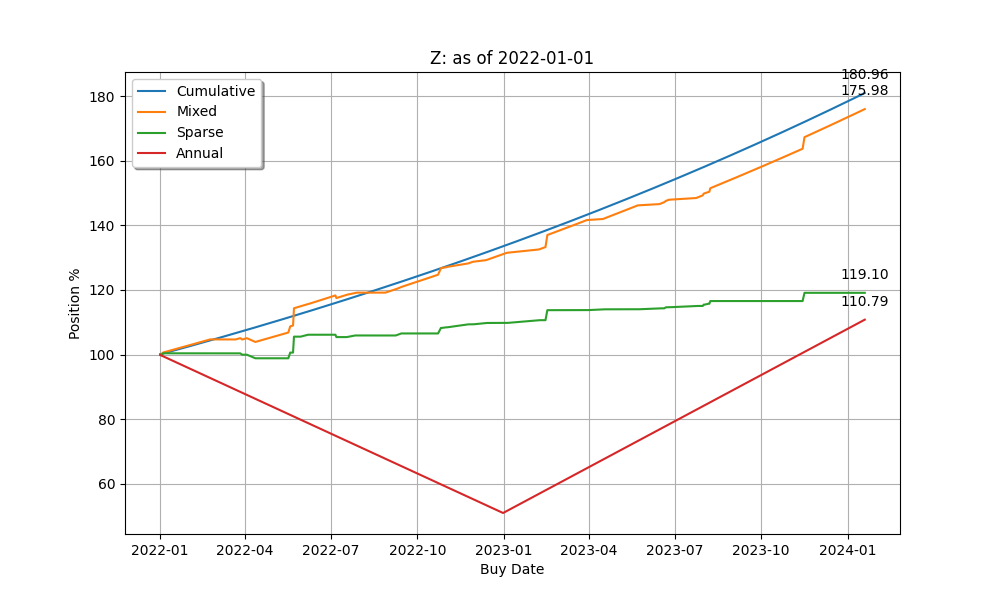 Z: as of 2022-01-01
Cumulative
Mixed
Sparse
Annual
180.96
175.98
119.10
110.79
180
160
140
120
100
80
60
Position %
2022-01 2022-04 2022-07 2022-10 2023-01 2023-04 2023-07 2023-10 2024-01
Buy Date